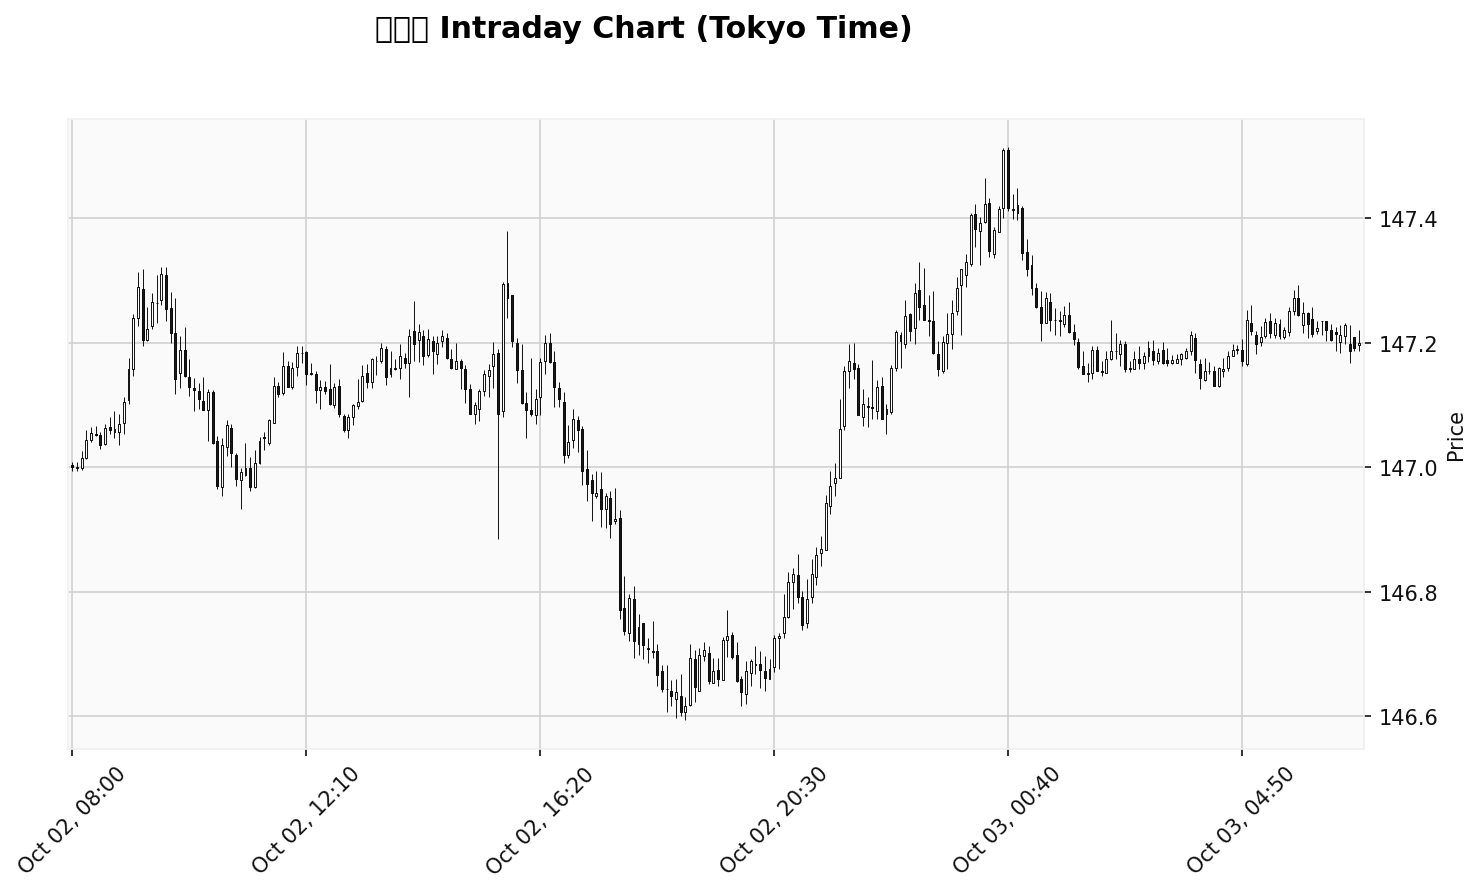 Intraday Chart (Tokyo Time)
147.4
147.2
147.0
146.8
146.6
Price
Oct 02, 08:00
Oct 02, 12:10
Oct 02, 16:20
Oct 02, 20:30
Oct 03, 00:40
Oct 03, 04:50